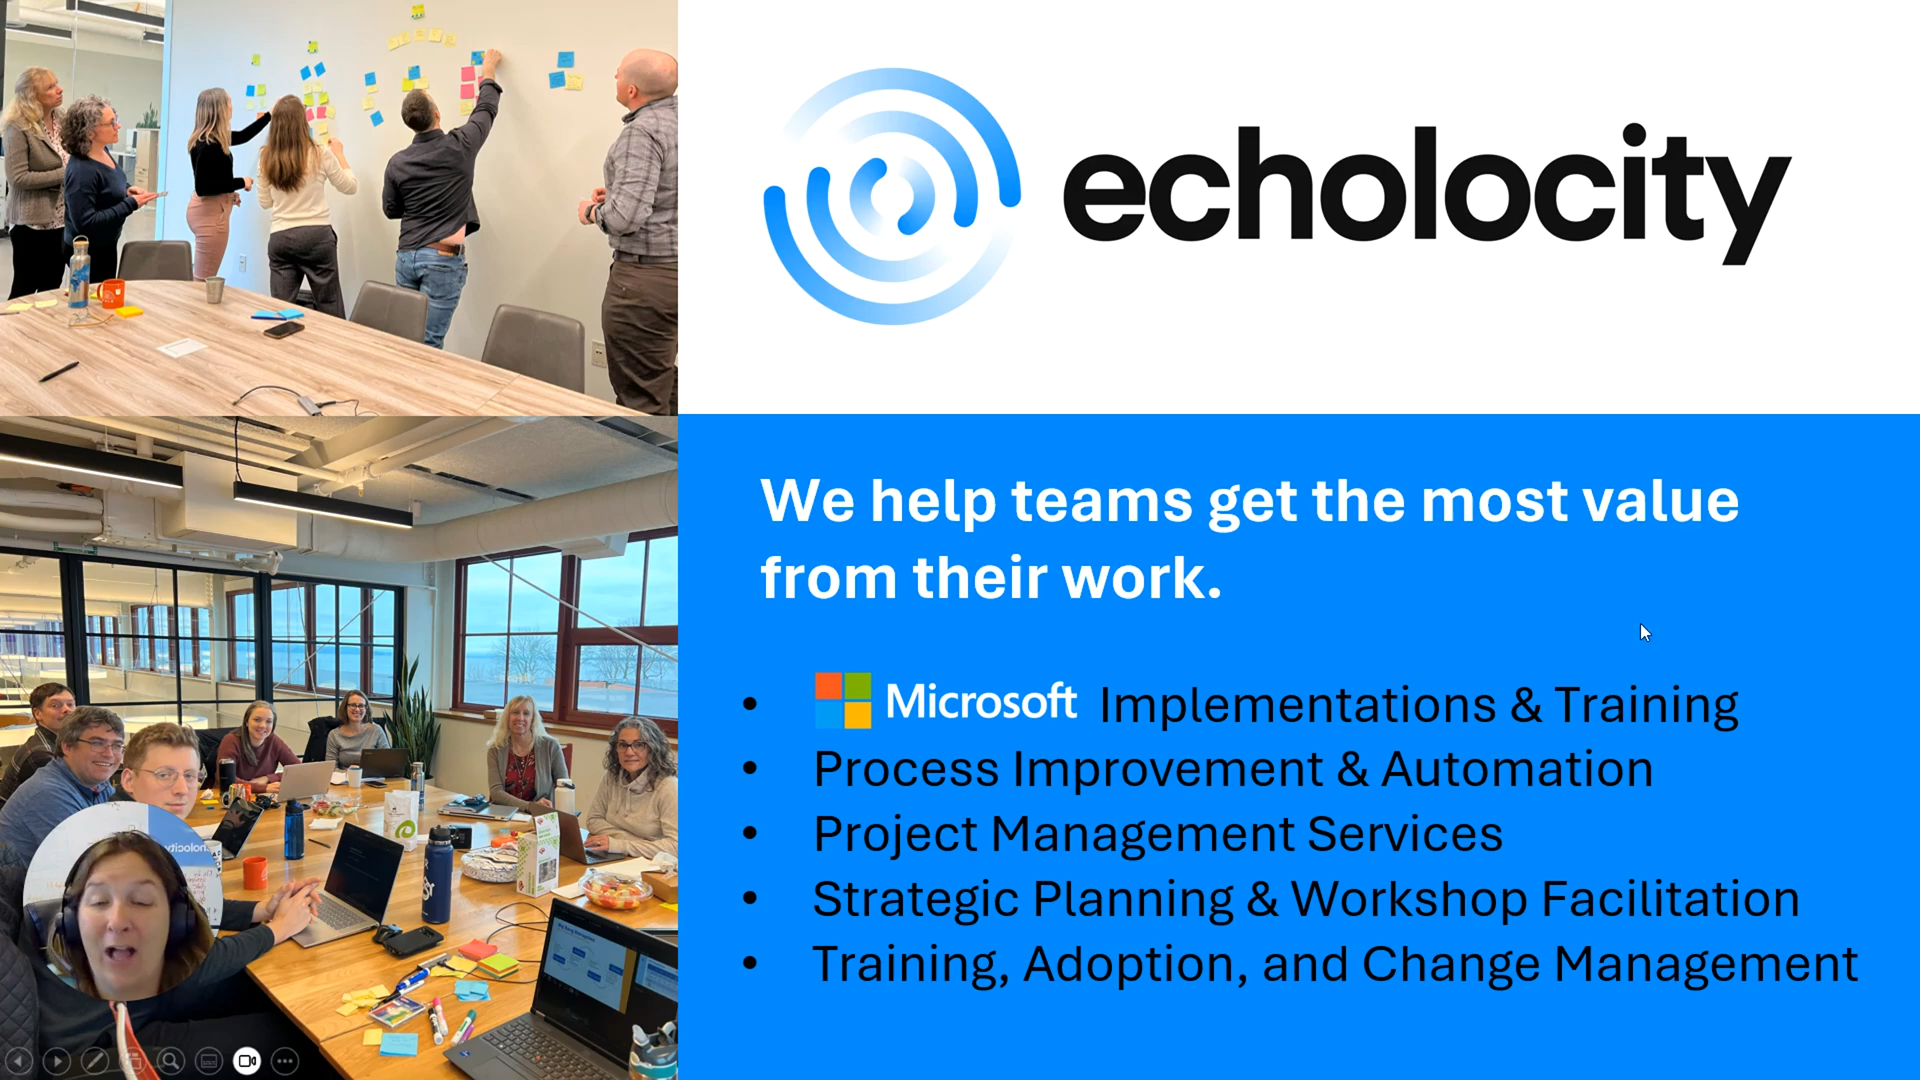 echolocity
We help teams get the most value
from their work.
• Microsoft Implementations & Training
• Process Improvement & Automation
• Project Management Services
• Strategic Planning & Workshop Facilitation
• Training, Adoption, and Change Management